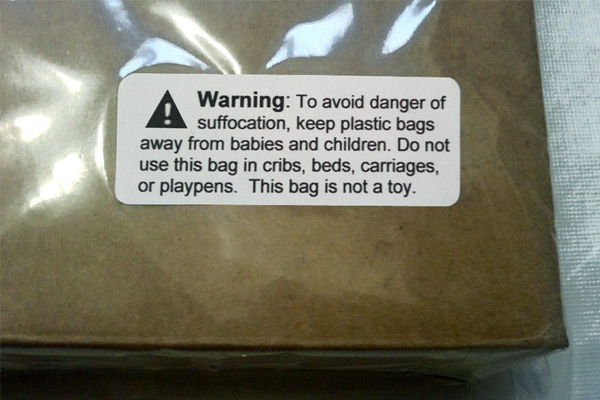 Warning: To avoid danger of
suffocation, keep plastic bags
away from babies and children. Do not
use this bag in cribs, beds, carriages,
or playpens. This bag is not a toy.